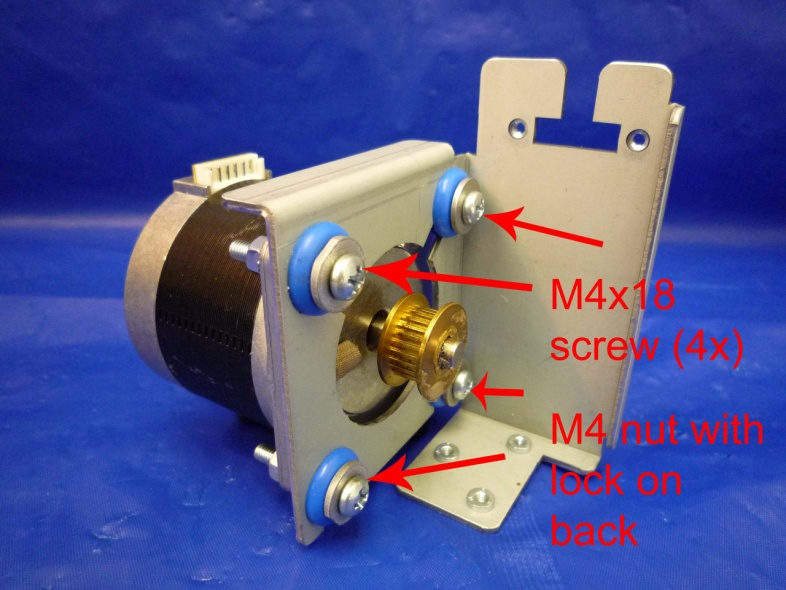 M4x18
screw (4x)
M4 nut with
lock on
back